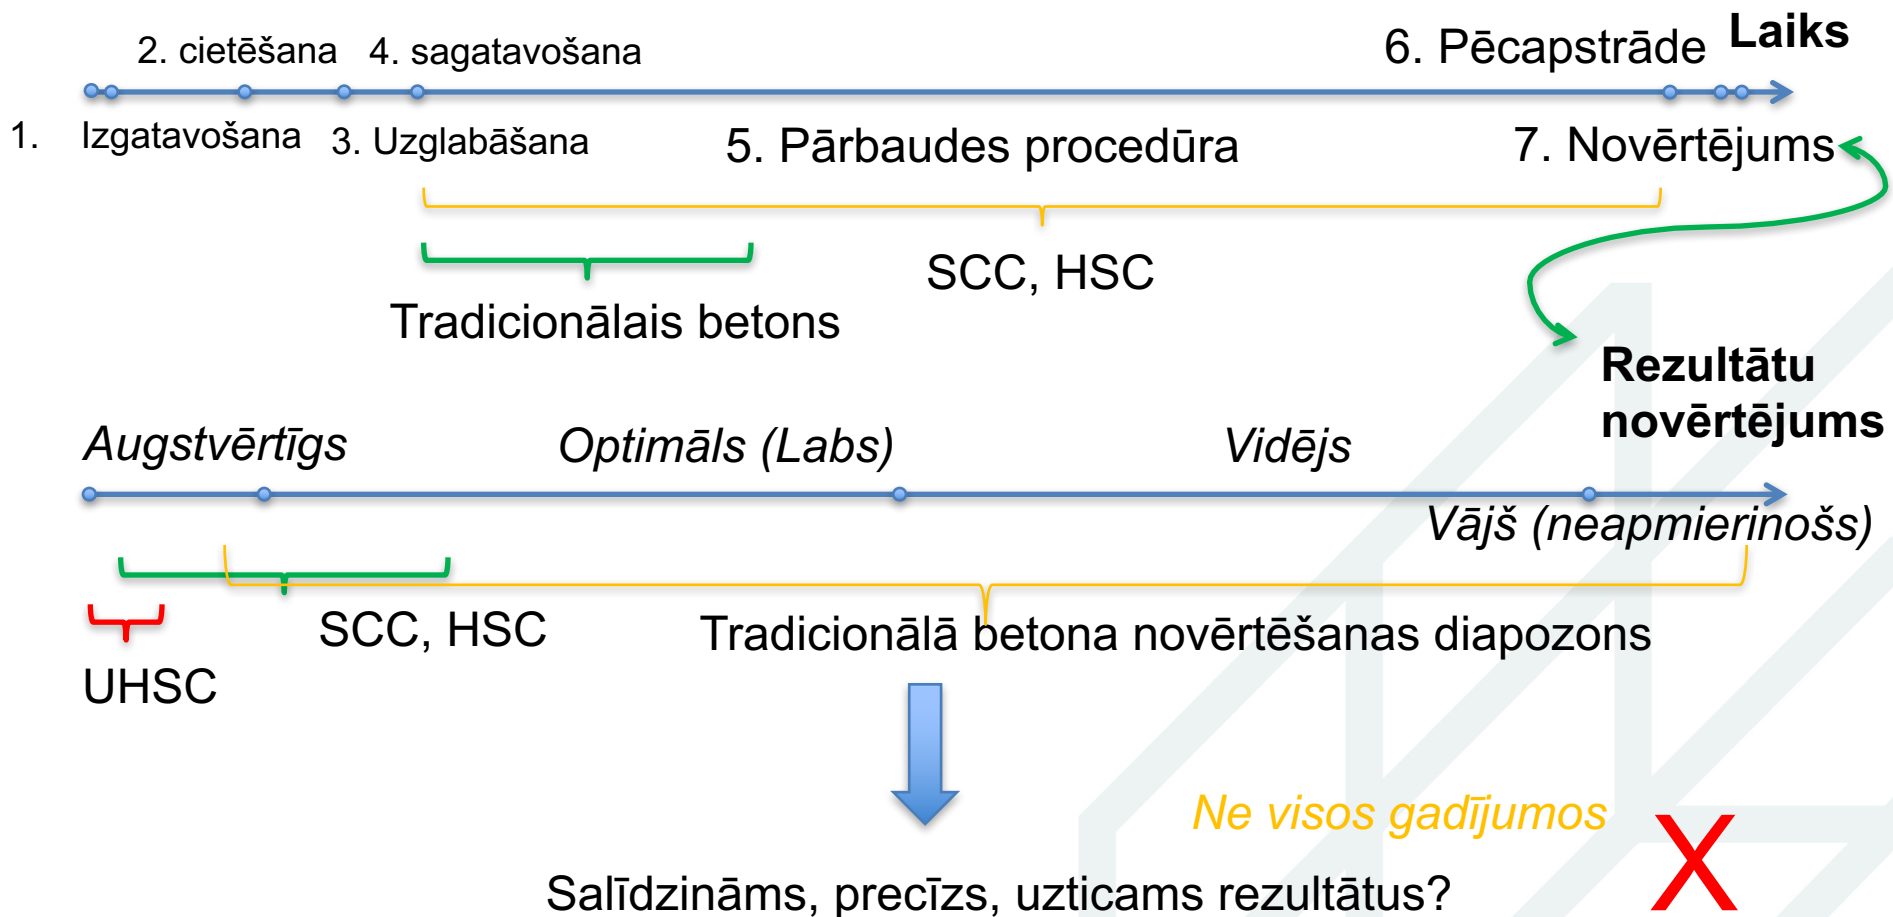 Laiks
2. cietēšana
4. sagatavošana
6. Pēcapstrāde
1. Izgatavošana
3. Uzglabāšana
5. Pārbaudes procedūra
7. Novērtējums
SCC, HSC
Tradicionālais betons
Rezultātu
novērtējums
Augstvērtīgs
Optimāls (Labs)
Vidējs
Vājš (neapmierinošs)
SCC, HSC
Tradicionālā betona novērtēšanas diapozons
UHSC
Ne visos gadījumos
X
Salīdzināms, precīzs, uzticams rezultātus?